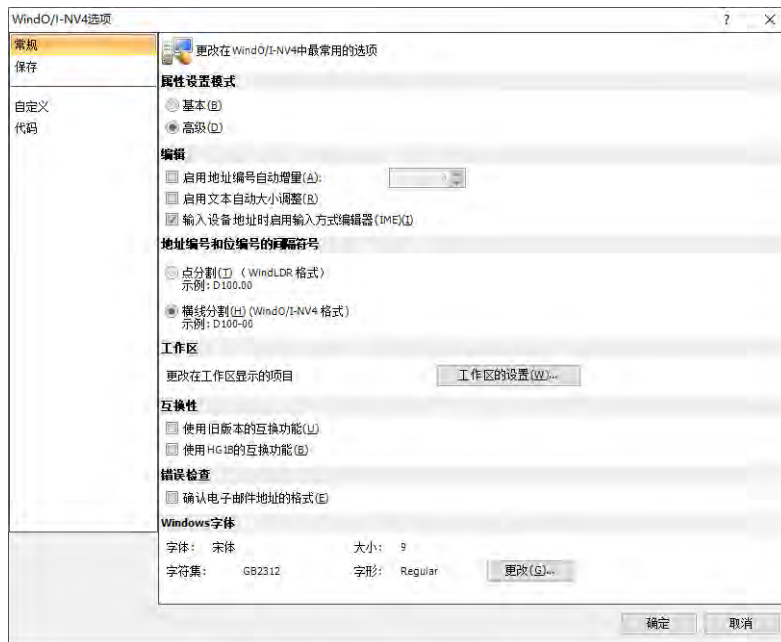 WindO/I-NV4选项
? ×
常规
保存
自定义
代码
更改在WindO/I-NV4中最常用的选项
属性设置模式
基本(B)
高级(D)
编辑
启用地址编号自动增量(A):
启用文本自动大小调整(R)
输入设备地址时启用输入方式编辑器(IME)(I)
地址编号和位编号的间隔符号
点分割(T) (WindLDR 格式)
示例: D100.00
横线分割(H) (WindO/I-NV4 格式)
示例: D100-00
工作区
更改在工作区显示的项目 工作区的设置(W)...
互换性
使用旧版本的互换功能(U)
使用HG1B的互换功能(B)
错误检查
确认电子邮件地址的格式(E)
Windows字体
字体: 宋体 大小: 9
字符集: GB2312 字形: Regular 更改(G)...
确定 取消